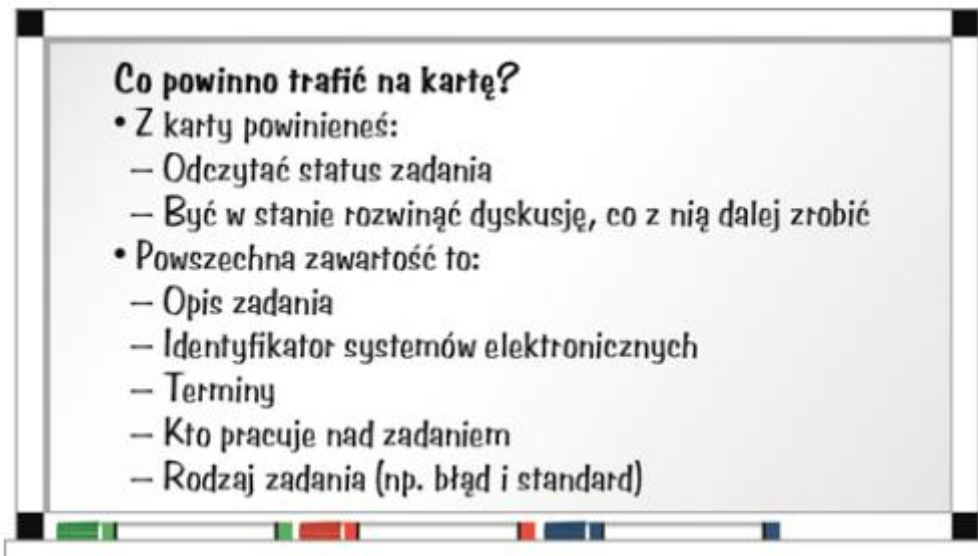 Co powinno trafić na kartę?
• Z karty powinieneś:
– Odczytać status zadania
– Być w stanie rozwinąć dyskusję, co z nią dalej zrobić
• Powszechna zawartość to:
– Opis zadania
– Identyfikator systemów elektronicznych
– Terminy
– Kto pracuje nad zadaniem
– Rodzaj zadania (np. błąd i standard)